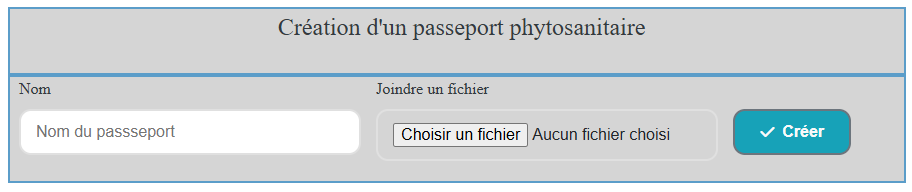 Création d'un passeport phytosanitaire
Nom
Joindre un fichier
Nom du passseport
Choisir un fichier Aucun fichier choisi
Créer